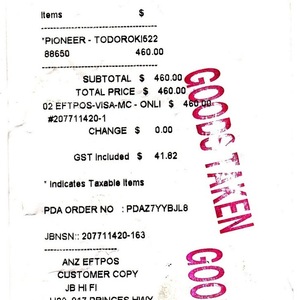 Items $
*PIONEER - TODOROKI522
88650 460.00
SUBTOTAL $ 460.00
TOTAL PRICE $ 460.00
02 EFTPOS-VISA-MC - ONLI $ 460.00
#207711420-1
CHANGE $ 0.00
GST Included $ 41.82
* Indicates Taxable Items
PDA ORDER NO : PDAZ7YYBJL8
JBNSN:: 207711420-163
ANZ EFTPOS
CUSTOMER COPY
JB HI FI
PRINCES HWY
GOODS TAKEN
GOO